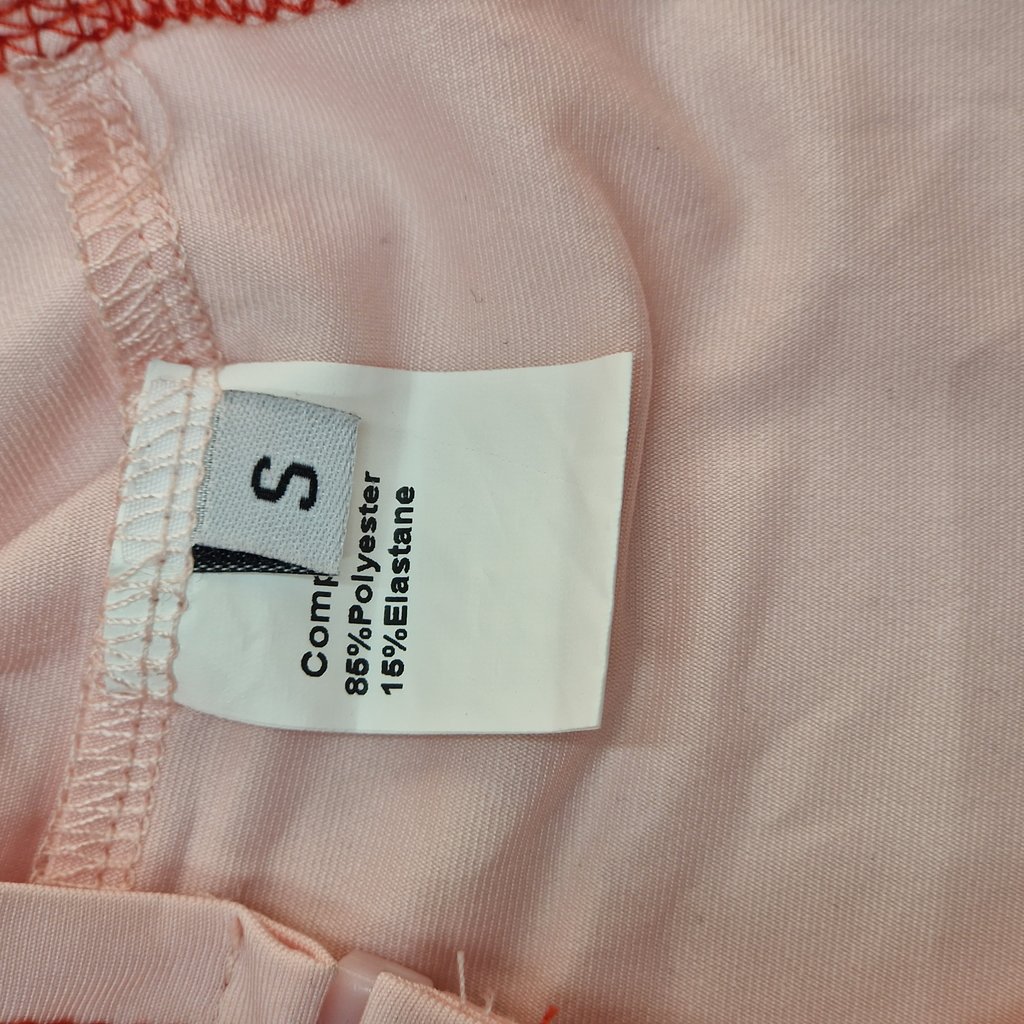 S
Comp
85%Polyester
15%Elastane